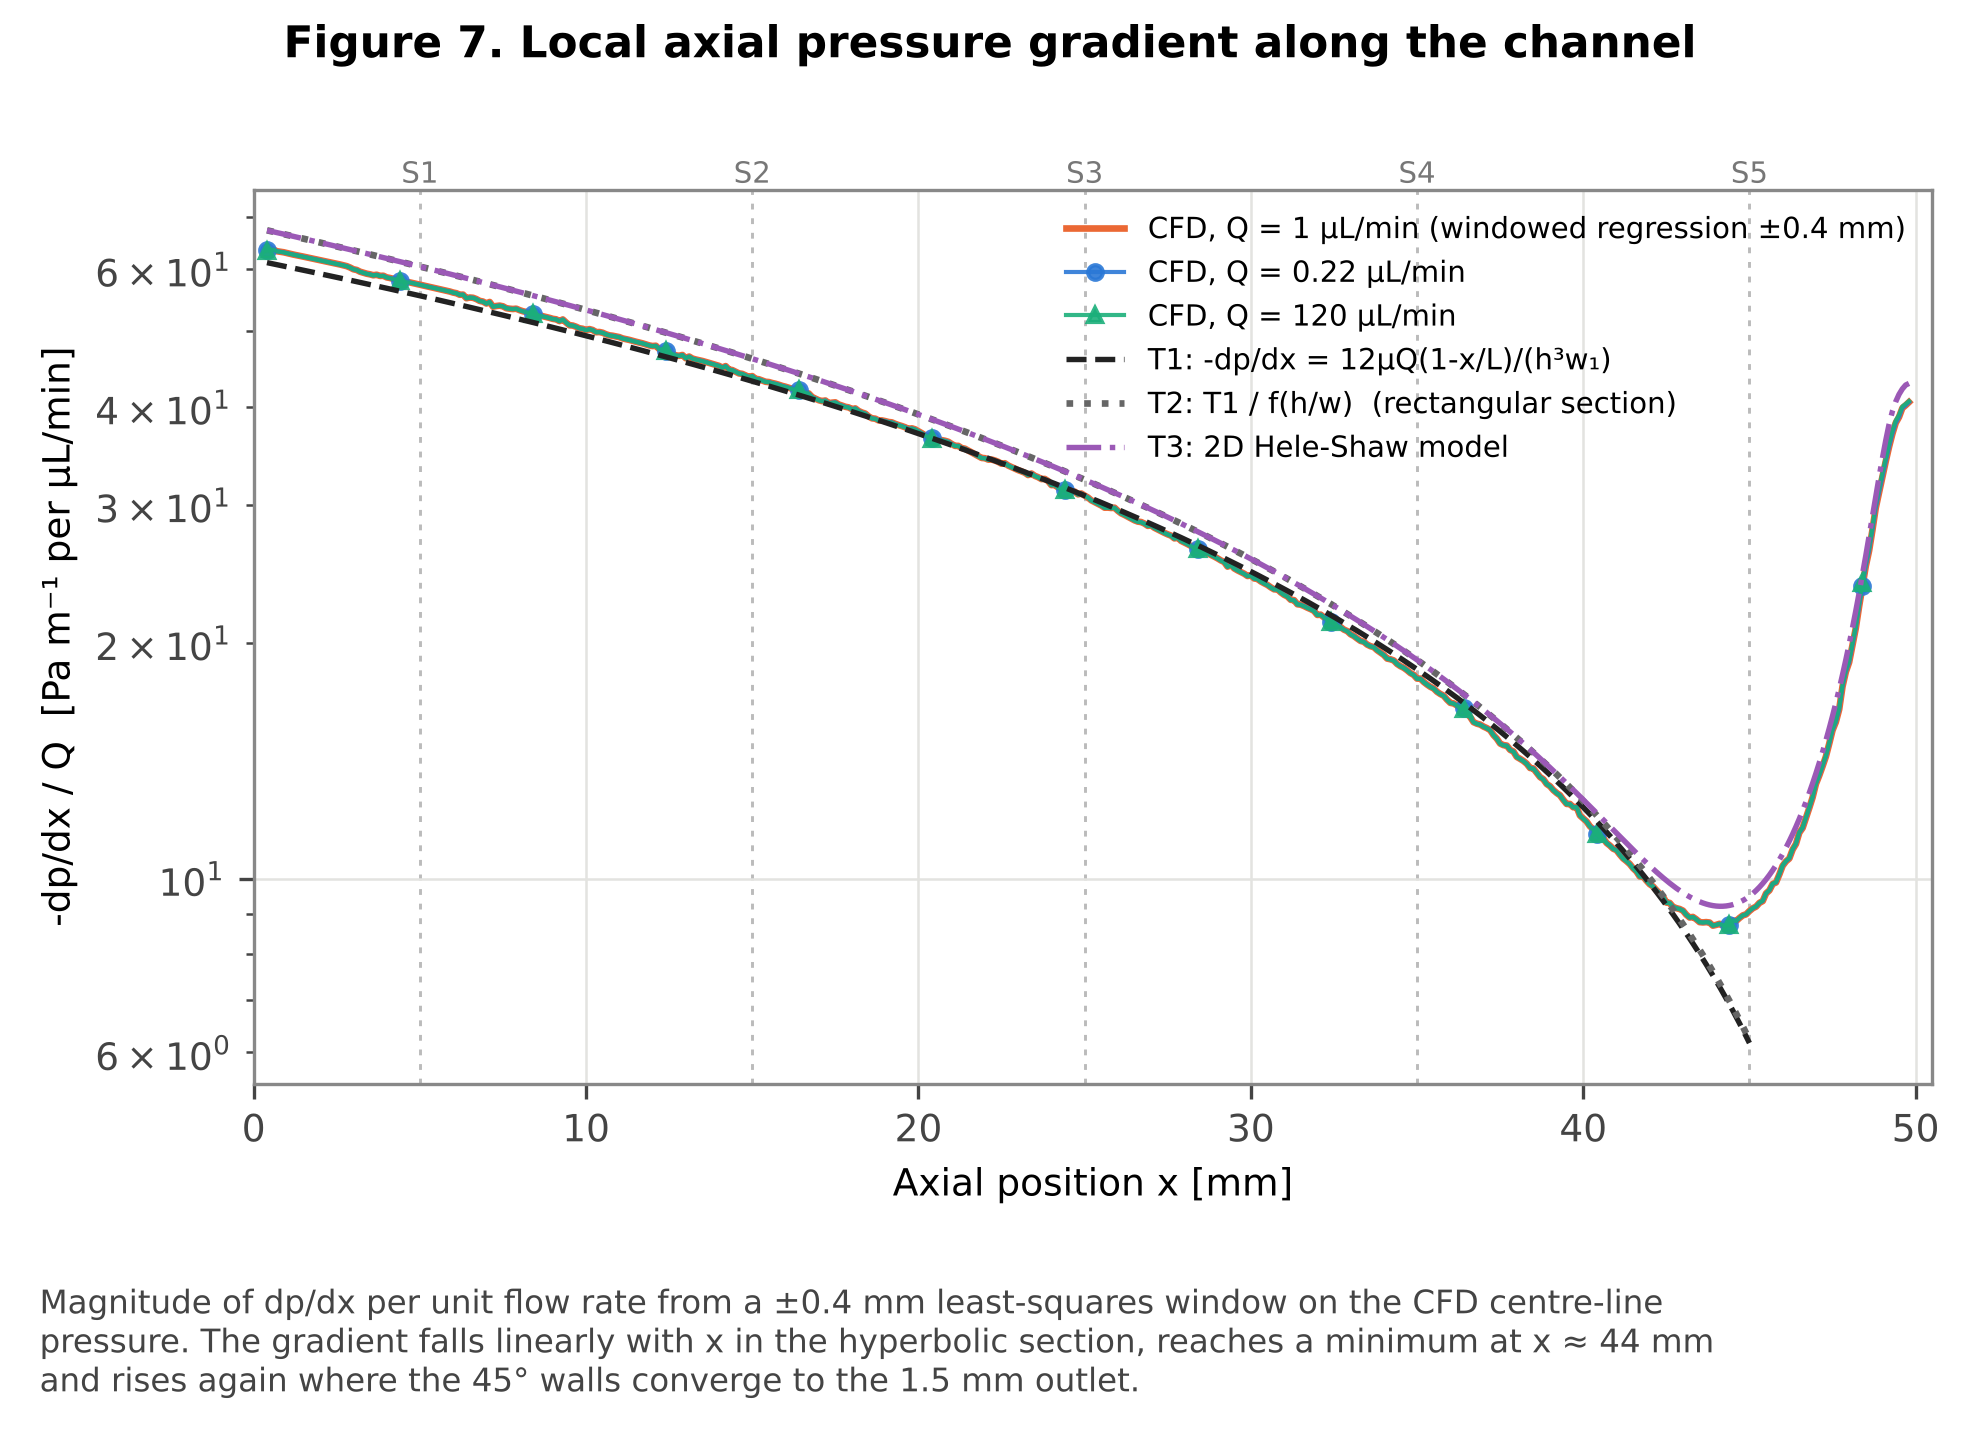 Figure 7. Local axial pressure gradient along the channel
S1 S2 S3 S4 S5
CFD, Q = 1 µL/min (windowed regression ±0.4 mm)
CFD, Q = 0.22 µL/min
CFD, Q = 120 µL/min
T1: -dp/dx = 12µQ(1-x/L)/(h³w₁)
T2: T1 / f(h/w)  (rectangular section)
T3: 2D Hele-Shaw model
-dp/dx / Q  [Pa m⁻¹ per µL/min]
6 × 10¹
4 × 10¹
3 × 10¹
2 × 10¹
10¹
6 × 10⁰
0 10 20 30 40 50
Axial position x [mm]
Magnitude of dp/dx per unit flow rate from a ±0.4 mm least-squares window on the CFD centre-line
pressure. The gradient falls linearly with x in the hyperbolic section, reaches a minimum at x ≈ 44 mm
and rises again where the 45° walls converge to the 1.5 mm outlet.